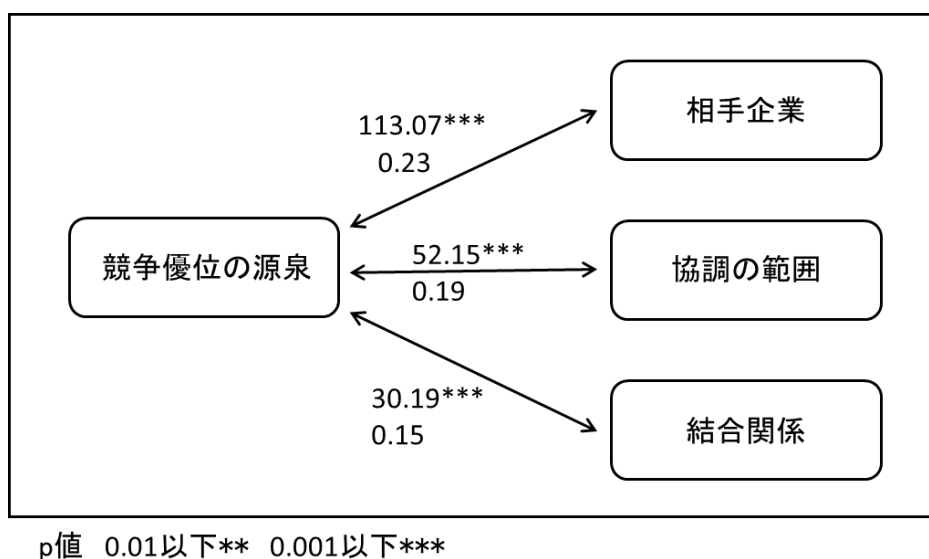 相手企業
113.07***
0.23
競争優位の源泉
52.15***
0.19
協調の範囲
30.19***
0.15
結合関係
p値 0.01以下** 0.001以下***